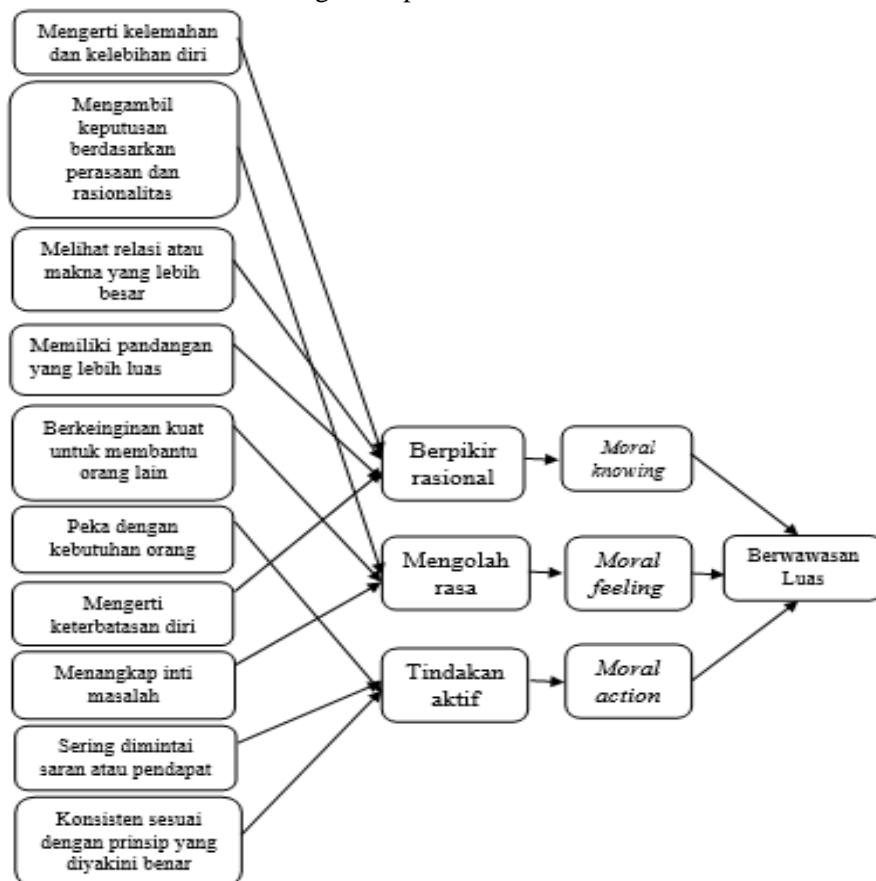 Mengerti kelemahan
dan kelebihan diri
Mengambil
keputusan
berdasarkan
perasaan dan
rasionalitas
Melihat relasi atau
makna yang lebih
besar
Memiliki pandangan
yang lebih luas
Berkeinginan kuat
untuk membantu
orang lain
Peka dengan
kebutuhan orang
Mengerti
keterbatasan diri
Menangkap inti
masalah
Sering dimintai
saran atau pendapat
Konsisten sesuai
dengan prinsip yang
diyakini benar
Berpikir
rasional
Mengolah
rasa
Tindakan
aktif
Moral
knowing
Moral
feeling
Moral
action
Berwawasan
Luas